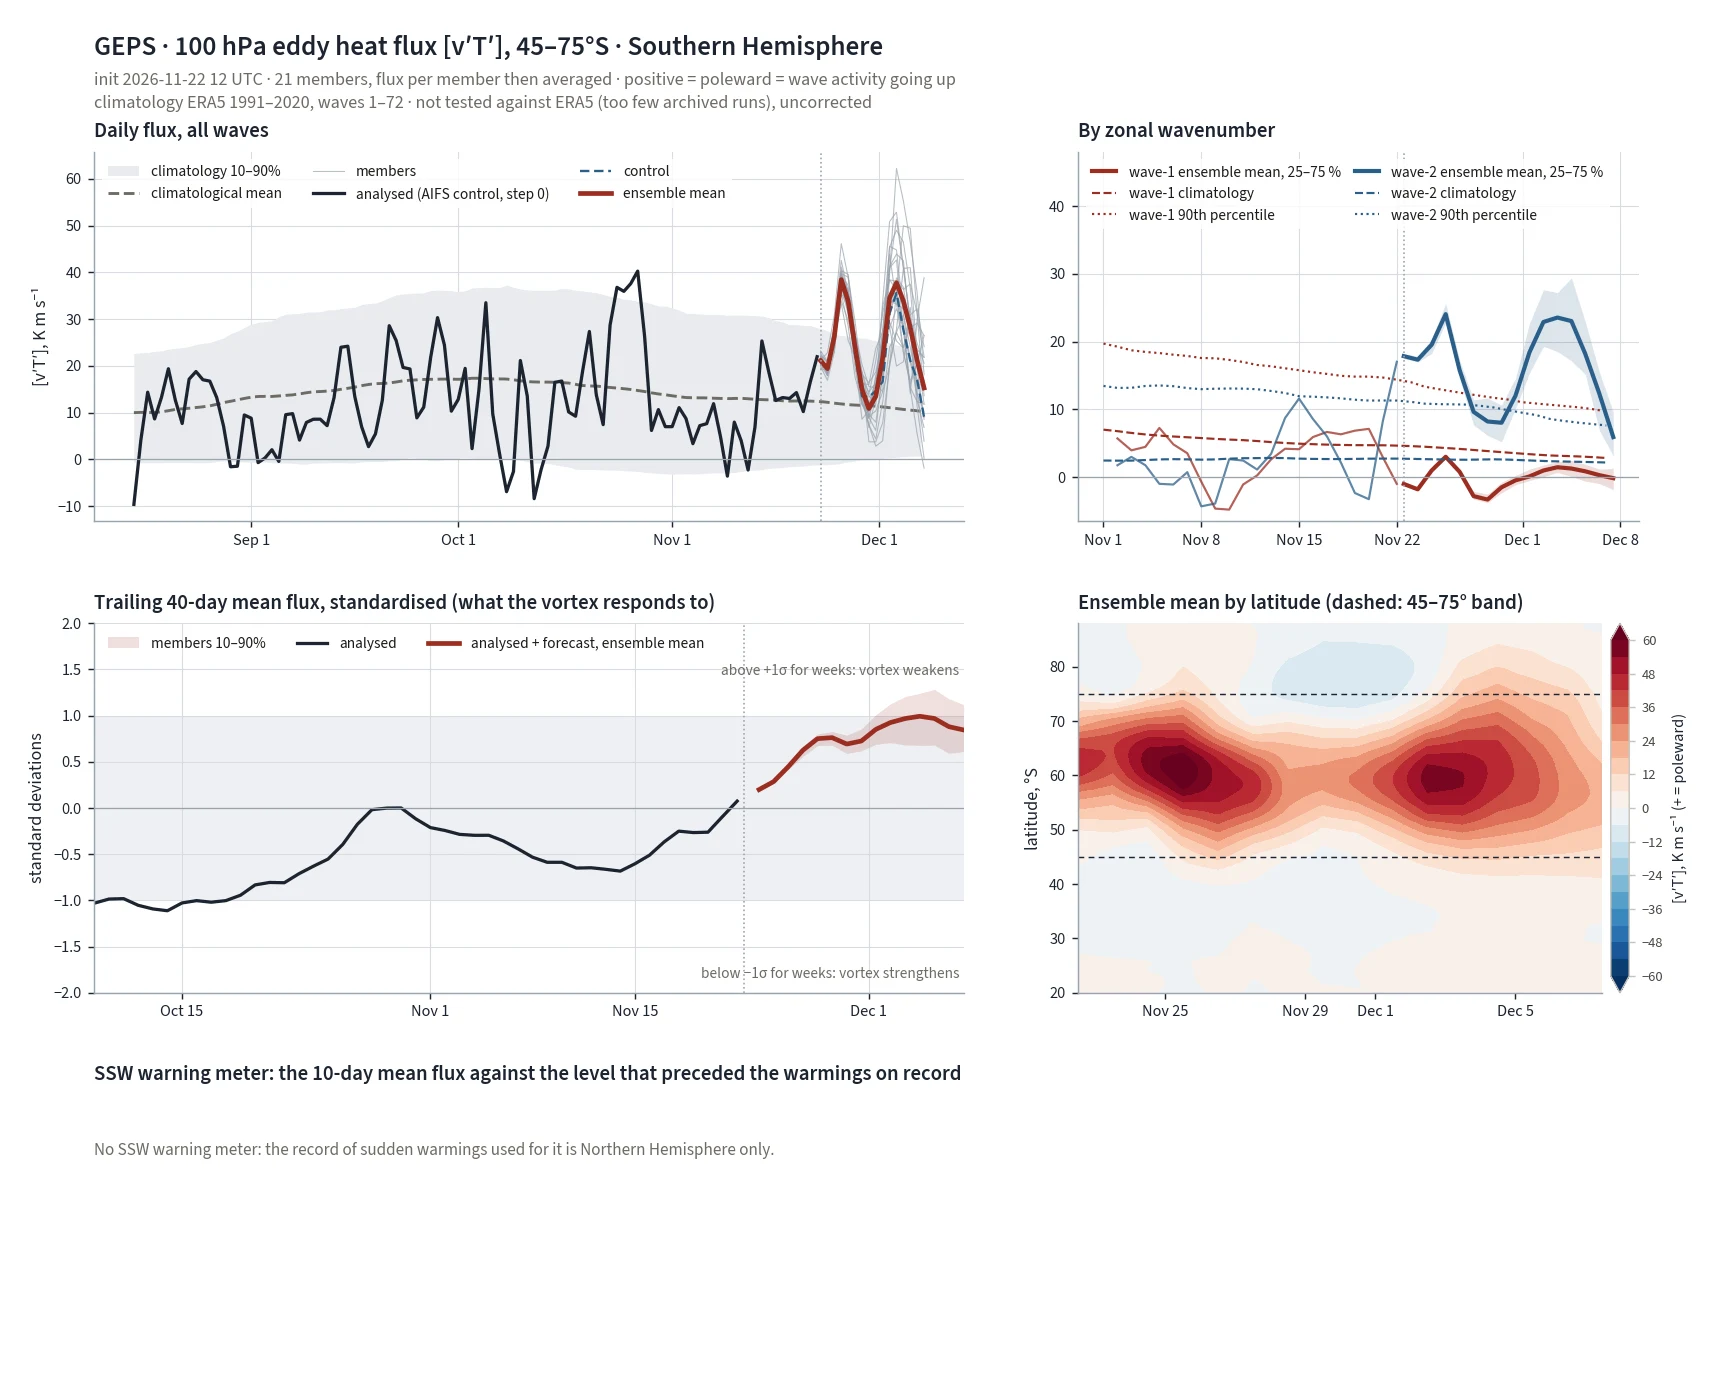 GEPS · 100 hPa eddy heat flux [v′T′], 45–75°S · Southern Hemisphere
init 2026-11-22 12 UTC · 21 members, flux per member then averaged · positive = poleward = wave activity going up
climatology ERA5 1991–2020, waves 1–72 · not tested against ERA5 (too few archived runs), uncorrected
Daily flux, all waves
climatology 10–90%
climatological mean
members
analysed (AIFS control, step 0)
control
ensemble mean
[v′T′], K m s⁻¹
60
50
40
30
20
10
0
−10
Sep 1
Oct 1
Nov 1
Dec 1
By zonal wavenumber
wave-1 ensemble mean, 25–75 %
wave-1 climatology
wave-1 90th percentile
wave-2 ensemble mean, 25–75 %
wave-2 climatology
wave-2 90th percentile
40
30
20
10
0
Nov 1
Nov 8
Nov 15
Nov 22
Dec 1
Dec 8
Trailing 40-day mean flux, standardised (what the vortex responds to)
members 10–90%
analysed
analysed + forecast, ensemble mean
above +1σ for weeks: vortex weakens
below −1σ for weeks: vortex strengthens
standard deviations
2.0
1.5
1.0
0.5
0.0
−0.5
−1.0
−1.5
−2.0
Oct 15
Nov 1
Nov 15
Dec 1
Ensemble mean by latitude (dashed: 45–75° band)
latitude, °S
80
70
60
50
40
30
20
Nov 25
Nov 29
Dec 1
Dec 5
60
48
36
24
12
0
−12
−24
−36
−48
−60
[v′T′], K m s⁻¹ (+ = poleward)
SSW warning meter: the 10-day mean flux against the level that preceded the warmings on record
No SSW warning meter: the record of sudden warmings used for it is Northern Hemisphere only.